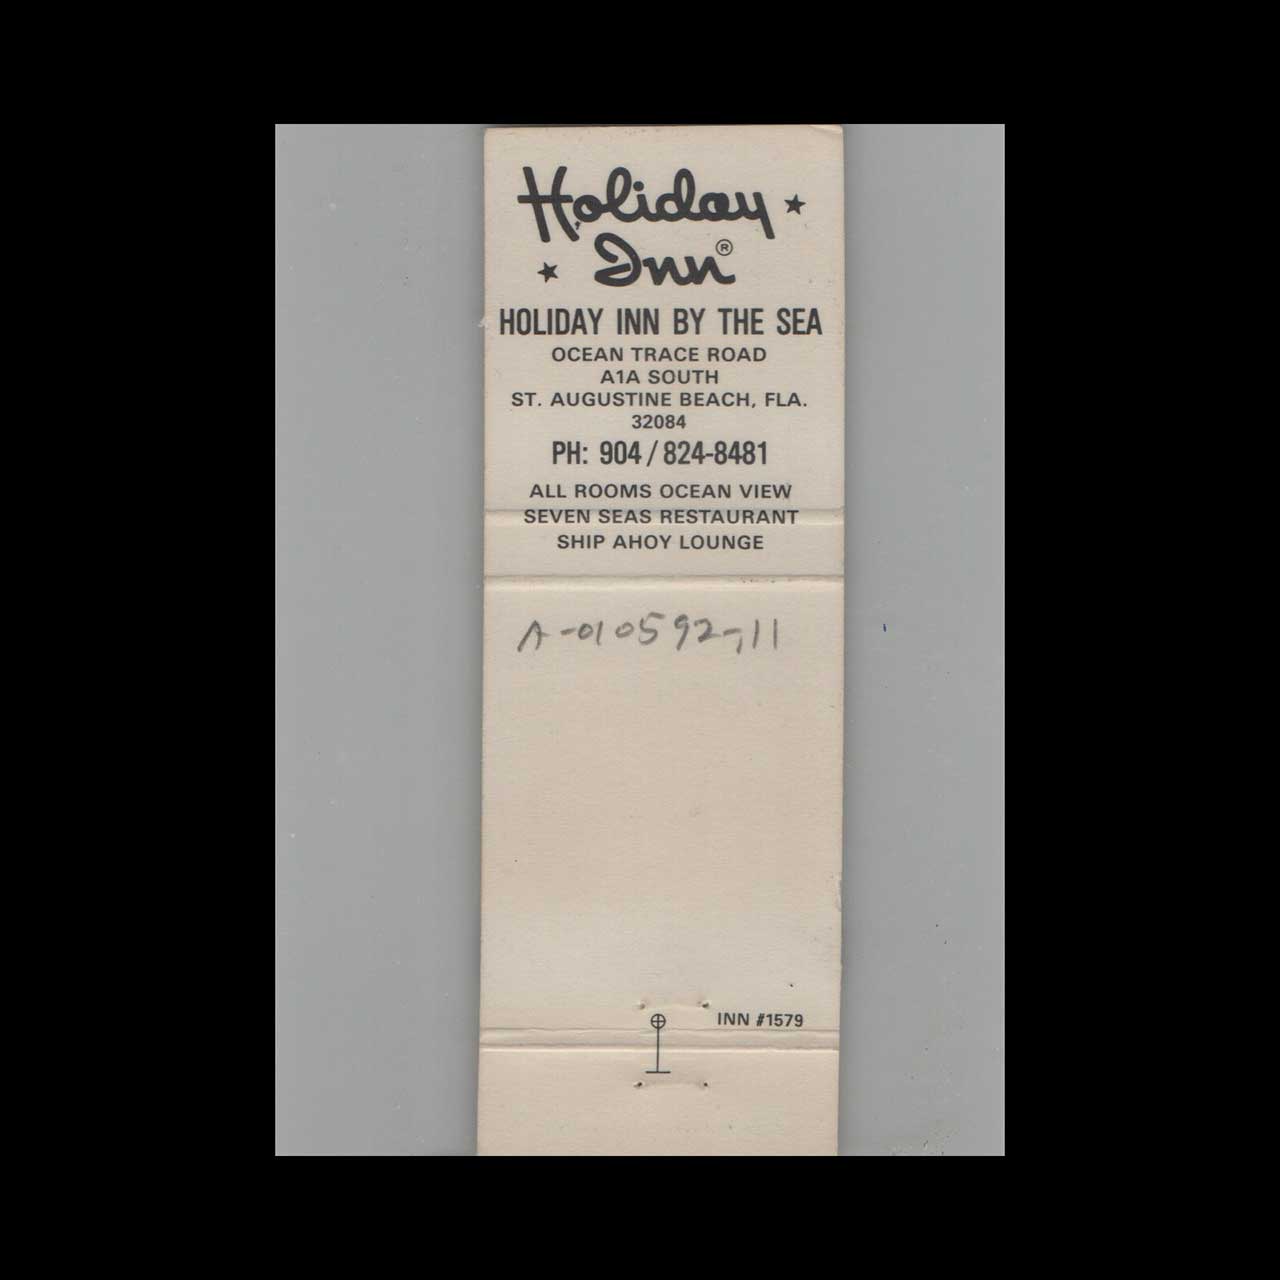 Holiday
Inn®
HOLIDAY INN BY THE SEA
OCEAN TRACE ROAD
A1A SOUTH
ST. AUGUSTINE BEACH, FLA.
32084
PH: 904/824-8481
ALL ROOMS OCEAN VIEW
SEVEN SEAS RESTAURANT
SHIP AHOY LOUNGE
A-010592-11
INN #1579